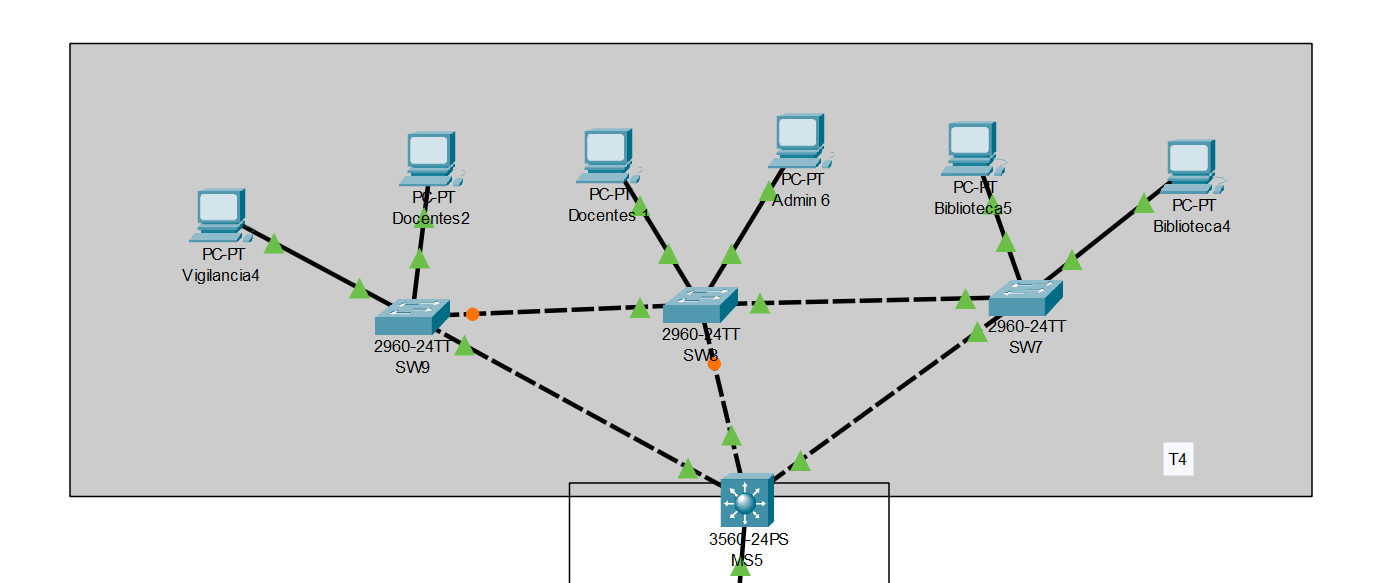 PC-PT
Vigilancia4
PC-PT
Docentes2
PC-PT
Docentes 1
PC-PT
Admin 6
PC-PT
Biblioteca5
PC-PT
Biblioteca4
2960-24TT
SW9
2960-24TT
SW8
2960-24TT
SW7
T4
3560-24PS
MS5